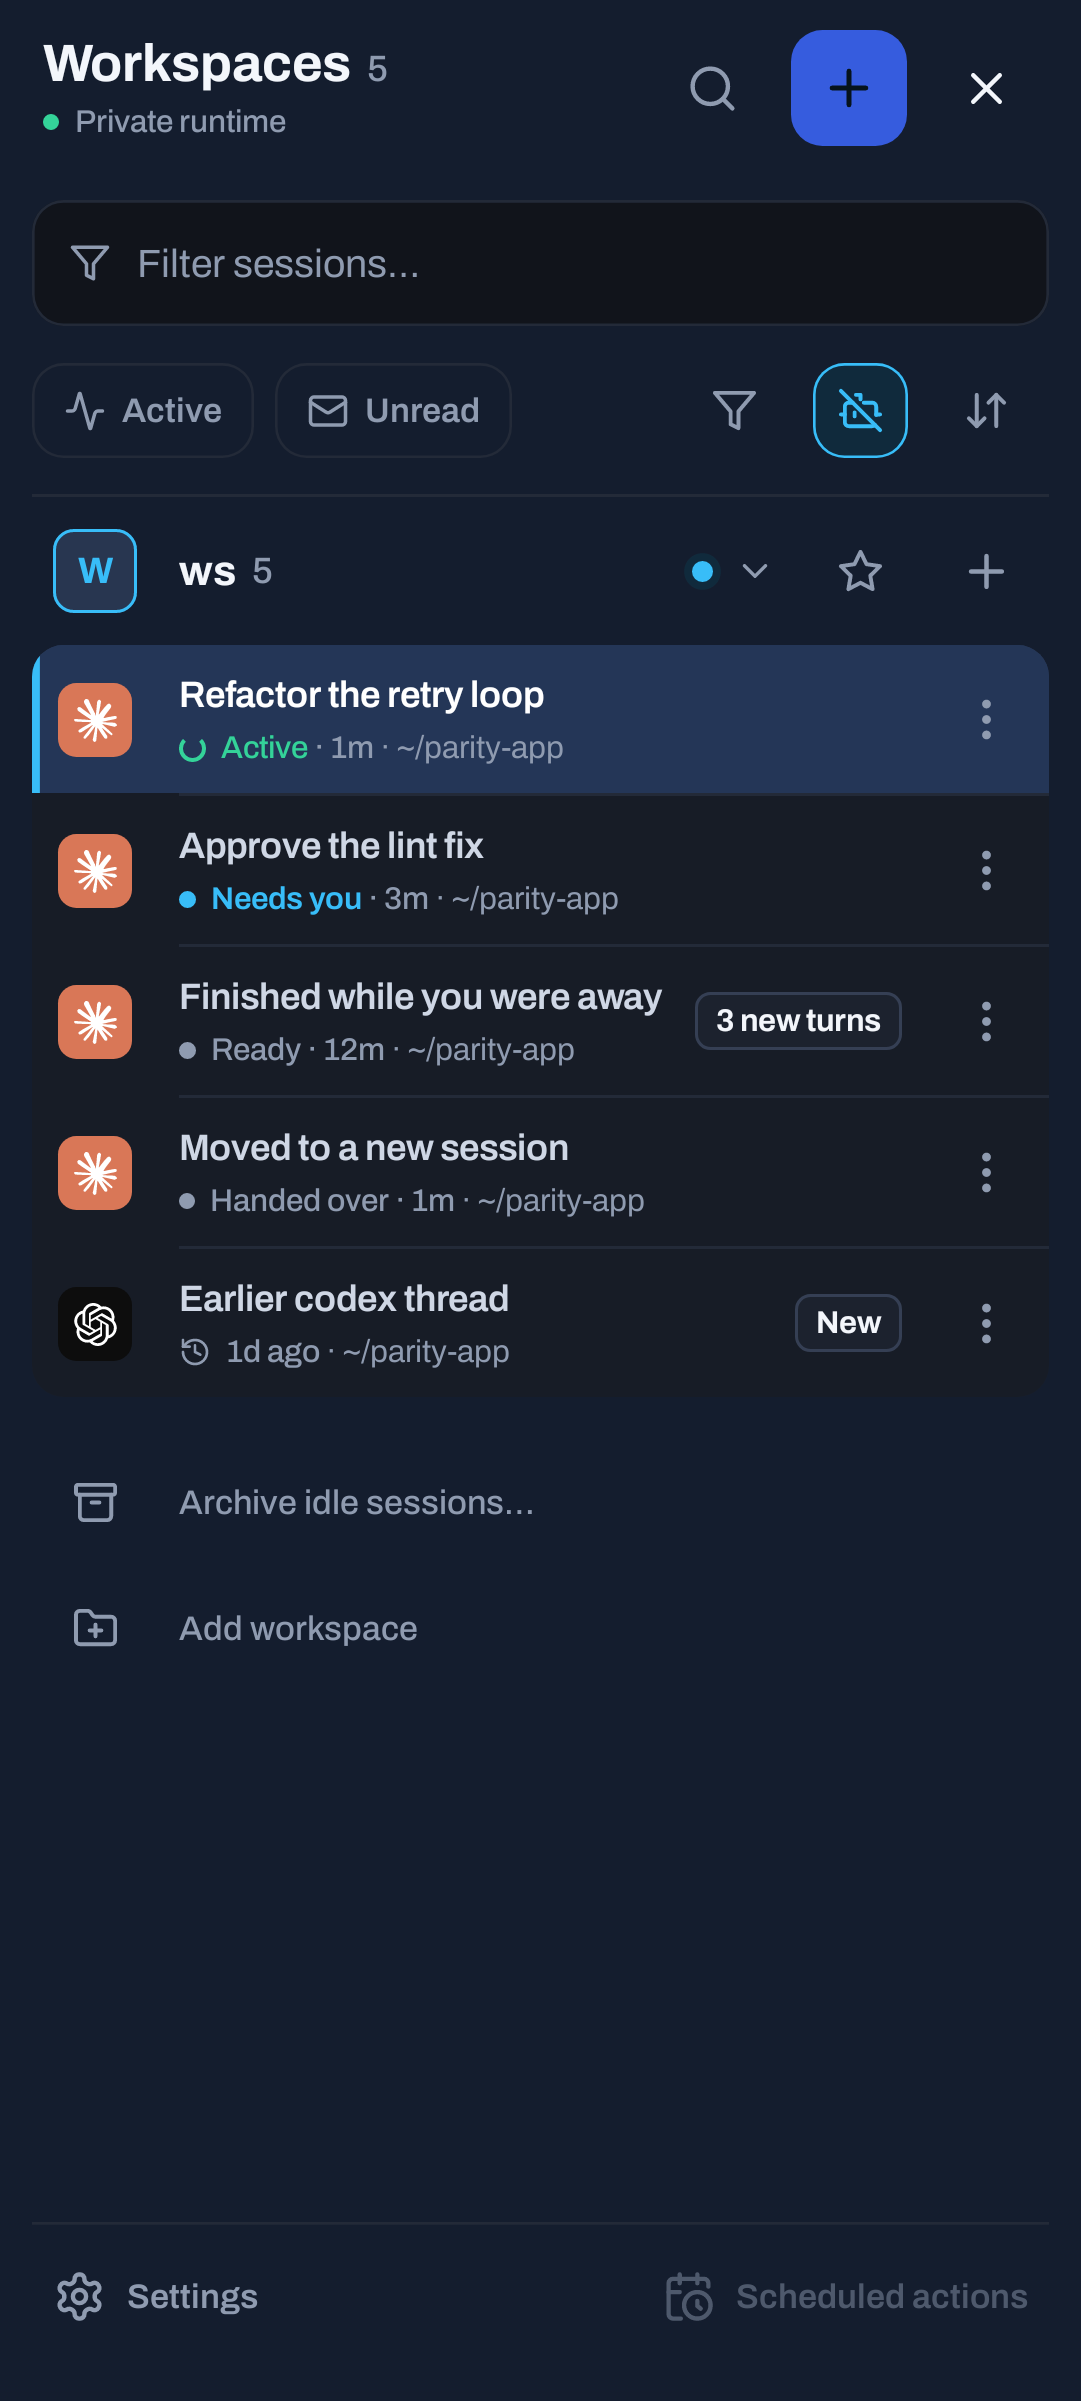 Workspaces 5
Private runtime
Filter sessions...
Active
Unread
W
ws 5
Refactor the retry loop
Active · 1m · ~/parity-app
Approve the lint fix
Needs you · 3m · ~/parity-app
Finished while you were away
3 new turns
Ready · 12m · ~/parity-app
Moved to a new session
Handed over · 1m · ~/parity-app
Earlier codex thread
New
1d ago · ~/parity-app
Archive idle sessions...
Add workspace
Settings
Scheduled actions